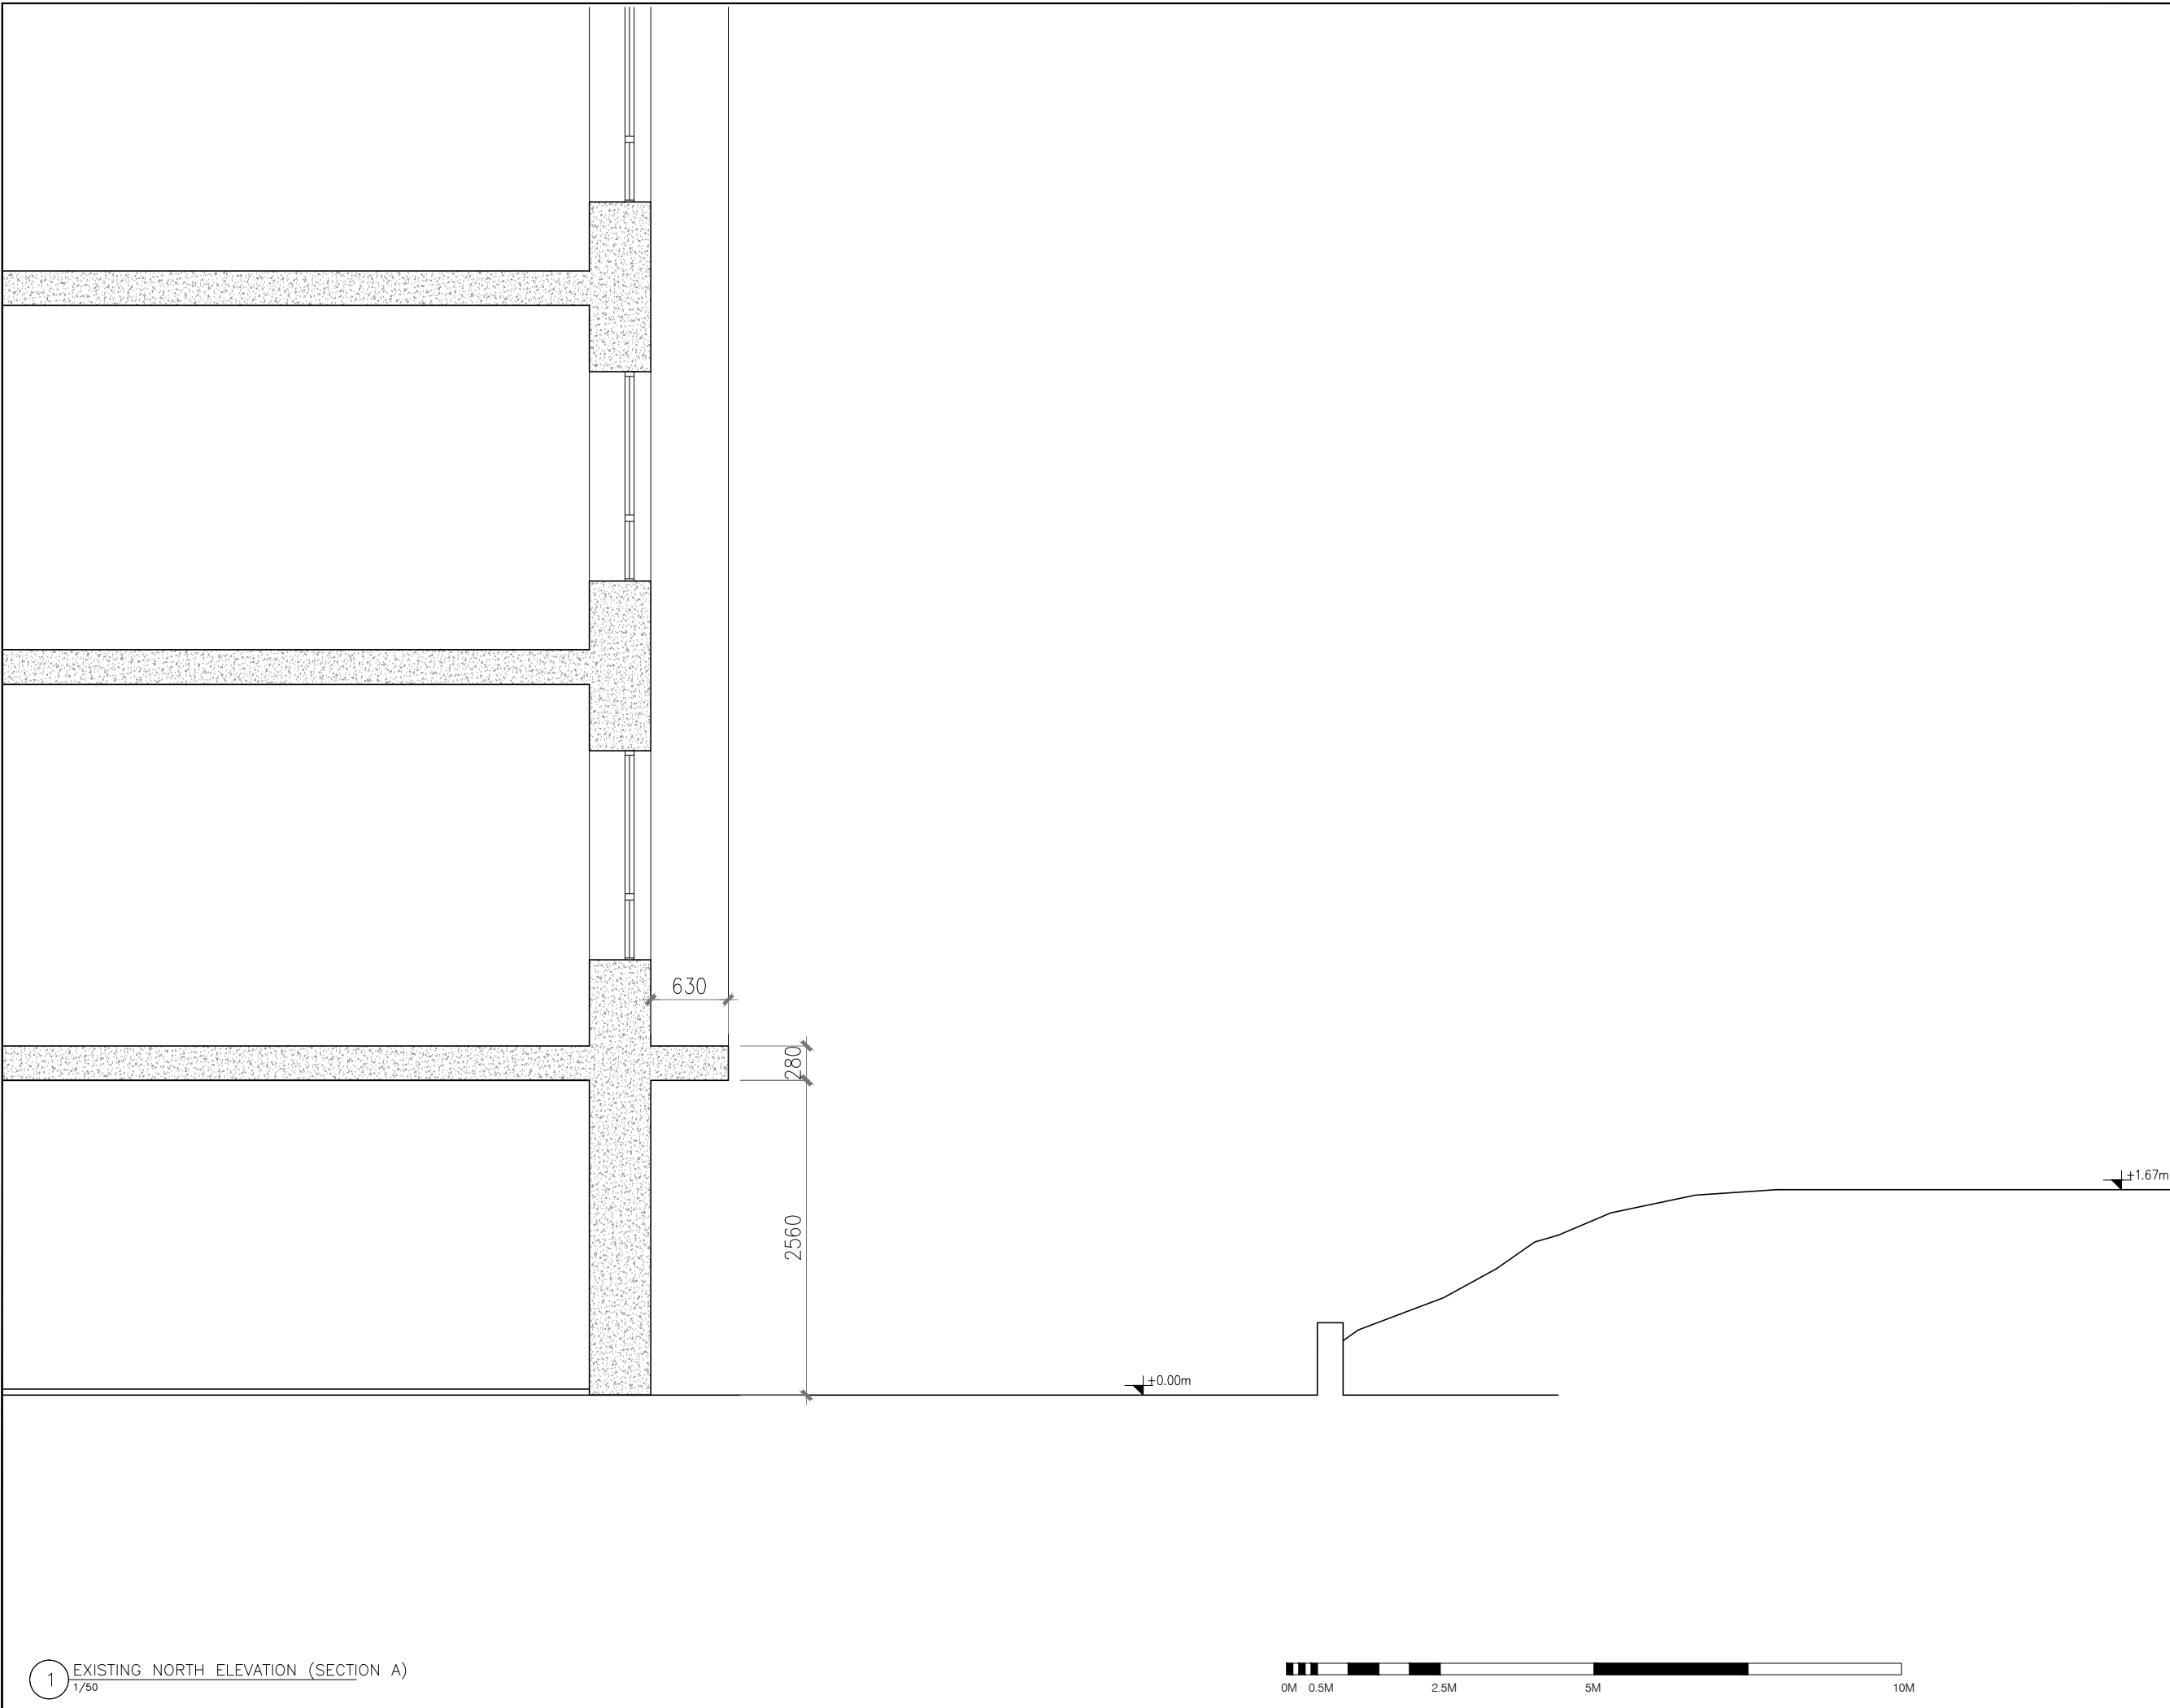 630
280
2560
+1.67m
+0.00m
1 EXISTING NORTH ELEVATION (SECTION A)
1/50
0M 0.5M 2.5M 5M 10M